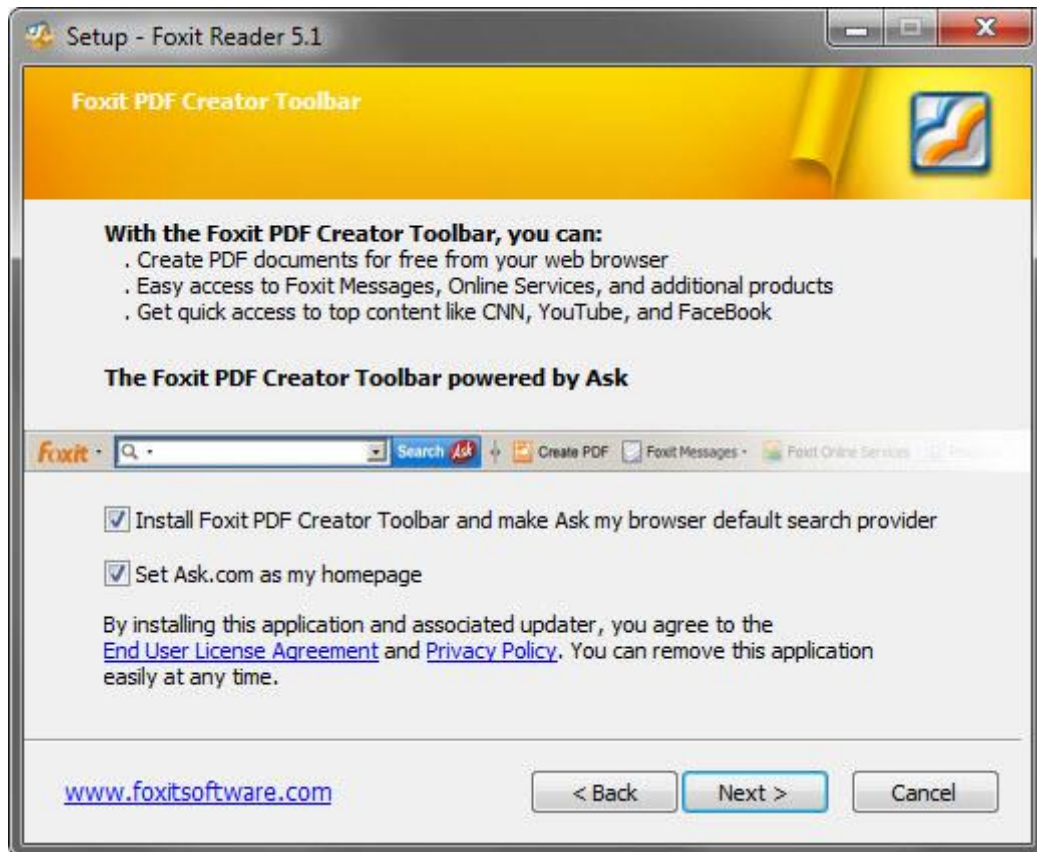 Setup - Foxit Reader 5.1
Foxit PDF Creator Toolbar
With the Foxit PDF Creator Toolbar, you can:
. Create PDF documents for free from your web browser
. Easy access to Foxit Messages, Online Services, and additional products
. Get quick access to top content like CNN, YouTube, and FaceBook
The Foxit PDF Creator Toolbar powered by Ask
Foxit Search Ask Create PDF Foxit Messages Foxit Online Services
Install Foxit PDF Creator Toolbar and make Ask my browser default search provider
Set Ask.com as my homepage
By installing this application and associated updater, you agree to the
End User License Agreement and Privacy Policy. You can remove this application
easily at any time.
www.foxitsoftware.com < Back Next > Cancel